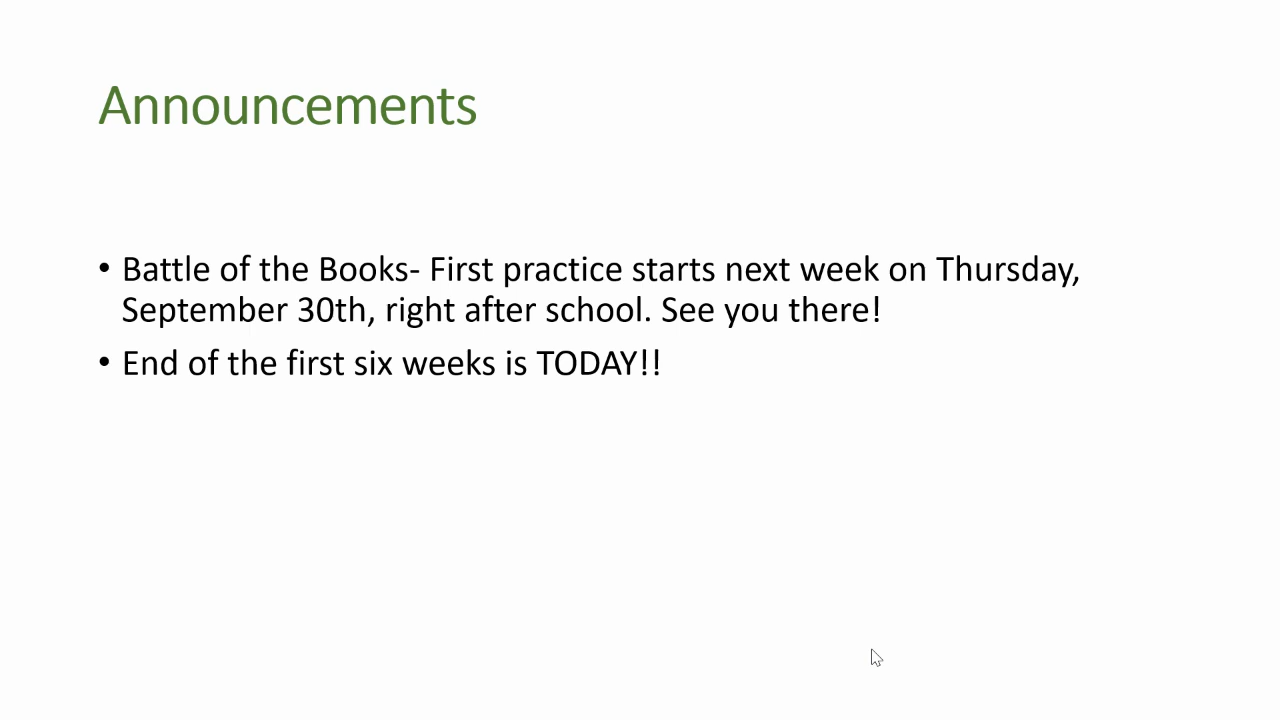 Announcements
• Battle of the Books- First practice starts next week on Thursday,
September 30th, right after school. See you there!
• End of the first six weeks is TODAY!!